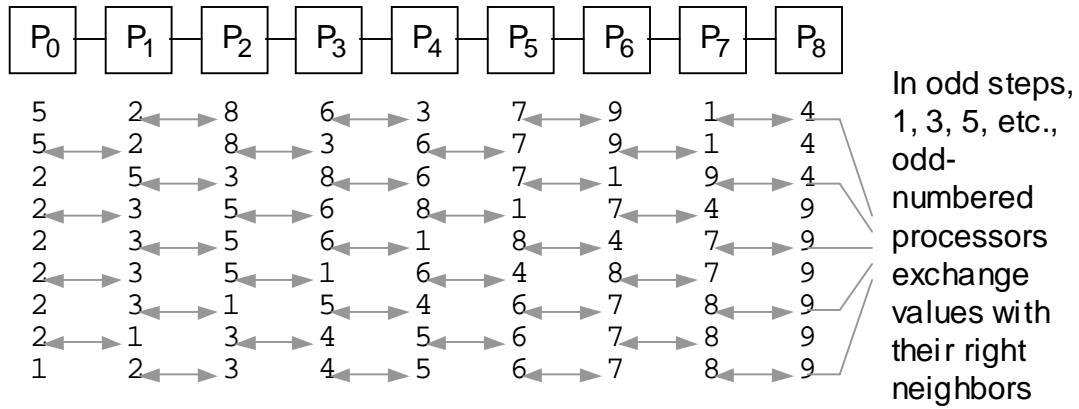 P0 P1 P2 P3 P4 P5 P6 P7 P8
5 2 8 6 3 7 9 1 4
5 2 8 3 6 7 9 1 4
2 5 3 8 6 7 1 9 4
2 3 5 6 8 1 7 4 9
2 3 5 6 1 8 4 7 9
2 3 5 1 6 4 8 7 9
2 3 1 5 4 6 7 8 9
2 1 3 4 5 6 7 8 9
1 2 3 4 5 6 7 8 9
In odd steps,
1, 3, 5, etc.,
odd-
numbered
processors
exchange
values with
their right
neighbors